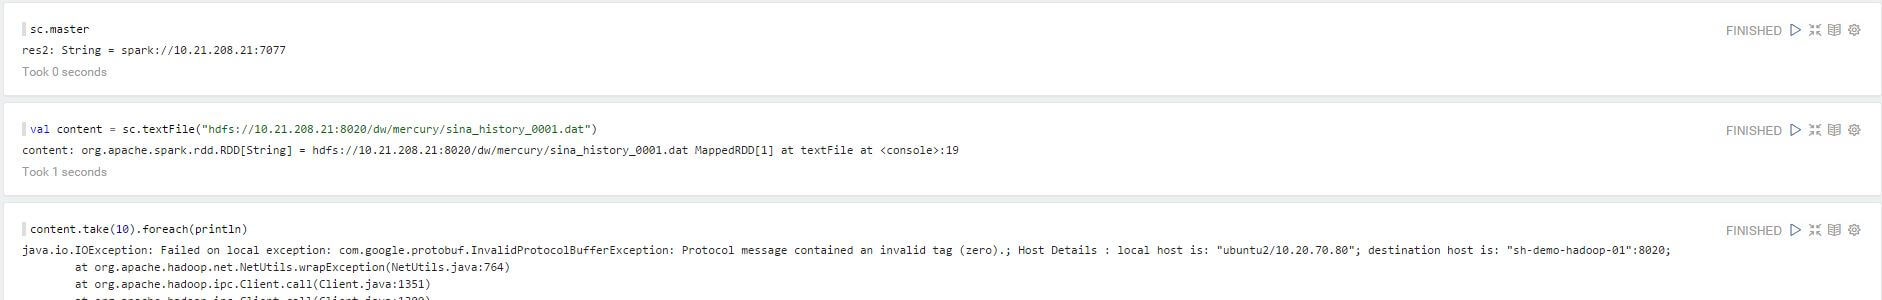 sc.master
FINISHED
res2: String = spark://10.21.208.21:7077
Took 0 seconds
val content = sc.textFile("hdfs://10.21.208.21:8020/dw/mercury/sina_history_0001.dat")
FINISHED
content: org.apache.spark.rdd.RDD[String] = hdfs://10.21.208.21:8020/dw/mercury/sina_history_0001.dat MappedRDD[1] at textFile at <console>:19
Took 1 seconds
content.take(10).foreach(println)
FINISHED
java.io.IOException: Failed on local exception: com.google.protobuf.InvalidProtocolBufferException: Protocol message contained an invalid tag (zero).; Host Details : local host is: "ubuntu2/10.20.70.80"; destination host is: "sh-demo-hadoop-01":8020;
at org.apache.hadoop.net.NetUtils.wrapException(NetUtils.java:764)
at org.apache.hadoop.ipc.Client.call(Client.java:1351)